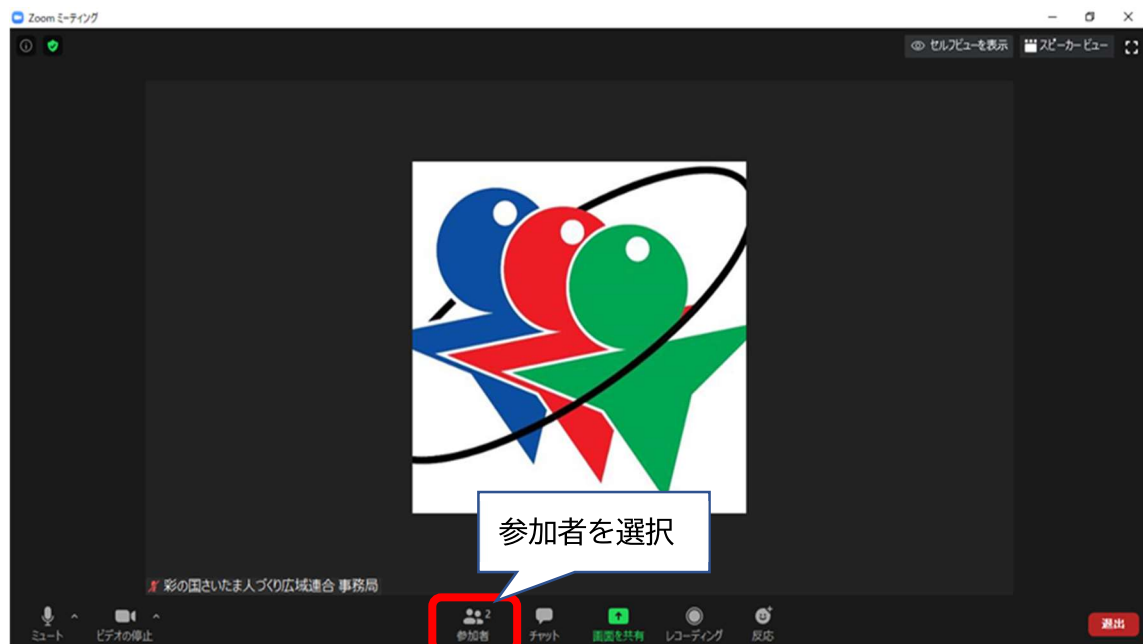 Zoom ミーティング
セルフビューを表示
スピーカー ビュー
参加者を選択
彩の国さいたま人づくり広域連合 事務局
ミュート
ビデオの停止
2
参加者
チャット
画面を共有
レコーディング
反応
退出